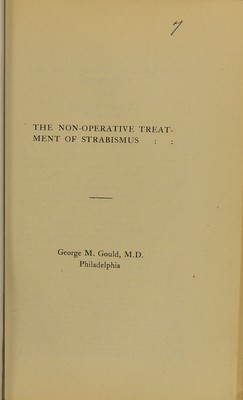 7
THE NON-OPERATIVE TREAT-
MENT OF STRABISMUS : :
George M. Gould, M.D.
Philadelphia